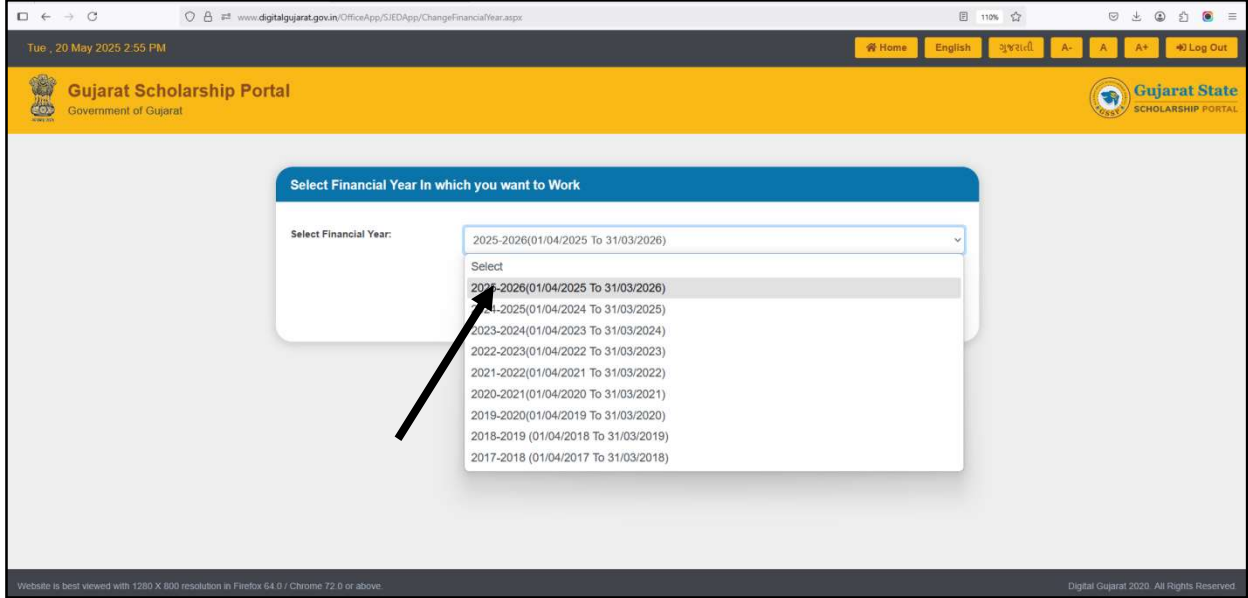 www.digitalgujarat.gov.in/OfficeApp/SJEDApp/ChangeFinancialYear.aspx 110%
Tue , 20 May 2025 2:55 PM Home English ગુજરાતી A- A A+ Log Out
Gujarat Scholarship Portal
Government of Gujarat
Gujarat State
SCHOLARSHIP PORTAL
Select Financial Year In which you want to Work
Select Financial Year: 2025-2026(01/04/2025 To 31/03/2026)
Select
2025-2026(01/04/2025 To 31/03/2026)
2024-2025(01/04/2024 To 31/03/2025)
2023-2024(01/04/2023 To 31/03/2024)
2022-2023(01/04/2022 To 31/03/2023)
2021-2022(01/04/2021 To 31/03/2022)
2020-2021(01/04/2020 To 31/03/2021)
2019-2020(01/04/2019 To 31/03/2020)
2018-2019 (01/04/2018 To 31/03/2019)
2017-2018 (01/04/2017 To 31/03/2018)
Website is best viewed with 1280 X 800 resolution in Firefox 64.0 / Chrome 72.0 or above. Digital Gujarat 2020. All Rights Reserved.